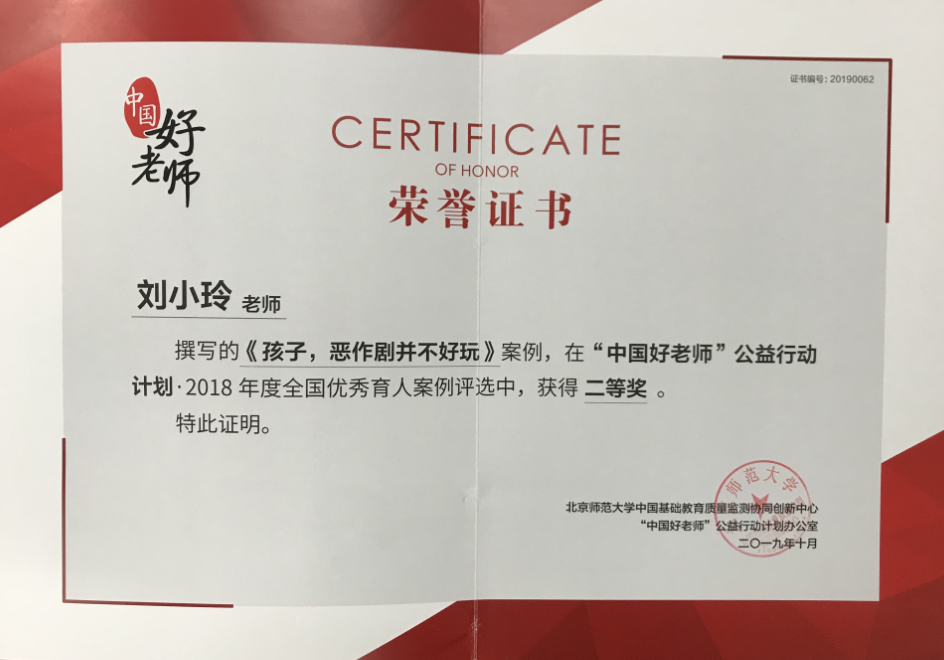 证书编号：20190062
中国
好
老师
CERTIFICATE
OF HONOR
荣誉证书
刘小玲 老师
撰写的《孩子，恶作剧并不好玩》案例，在“中国好老师”公益行动
计划·2018 年度全国优秀育人案例评选中，获得 二等奖 。
特此证明。
师范大学
北京师范大学中国基础教育质量监测协同创新中心
“中国好老师”公益行动计划办公室
二〇一九年十月